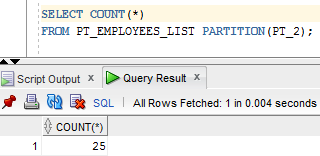 SELECT COUNT(*)
FROM PT_EMPLOYEES_LIST PARTITION(PT_2);
Script Output x Query Result x
SQL | All Rows Fetched: 1 in 0.004 seconds
COUNT(*)
1 25